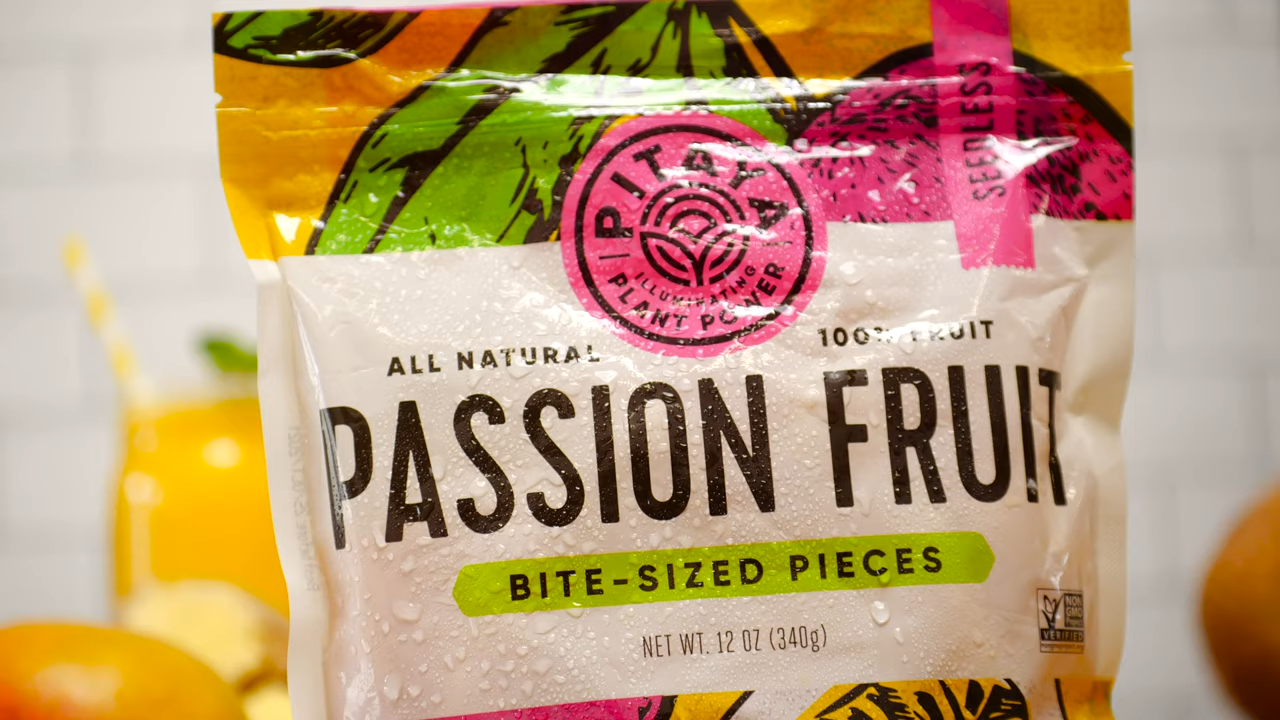 SEEDLESS
PITAYA
ILLUMINATING
PLANT POWER
ALL NATURAL
100% FRUIT
PASSION FRUIT
BITE-SIZED PIECES
NET WT. 12 OZ (340g)
NON
GMO
Project
VERIFIED